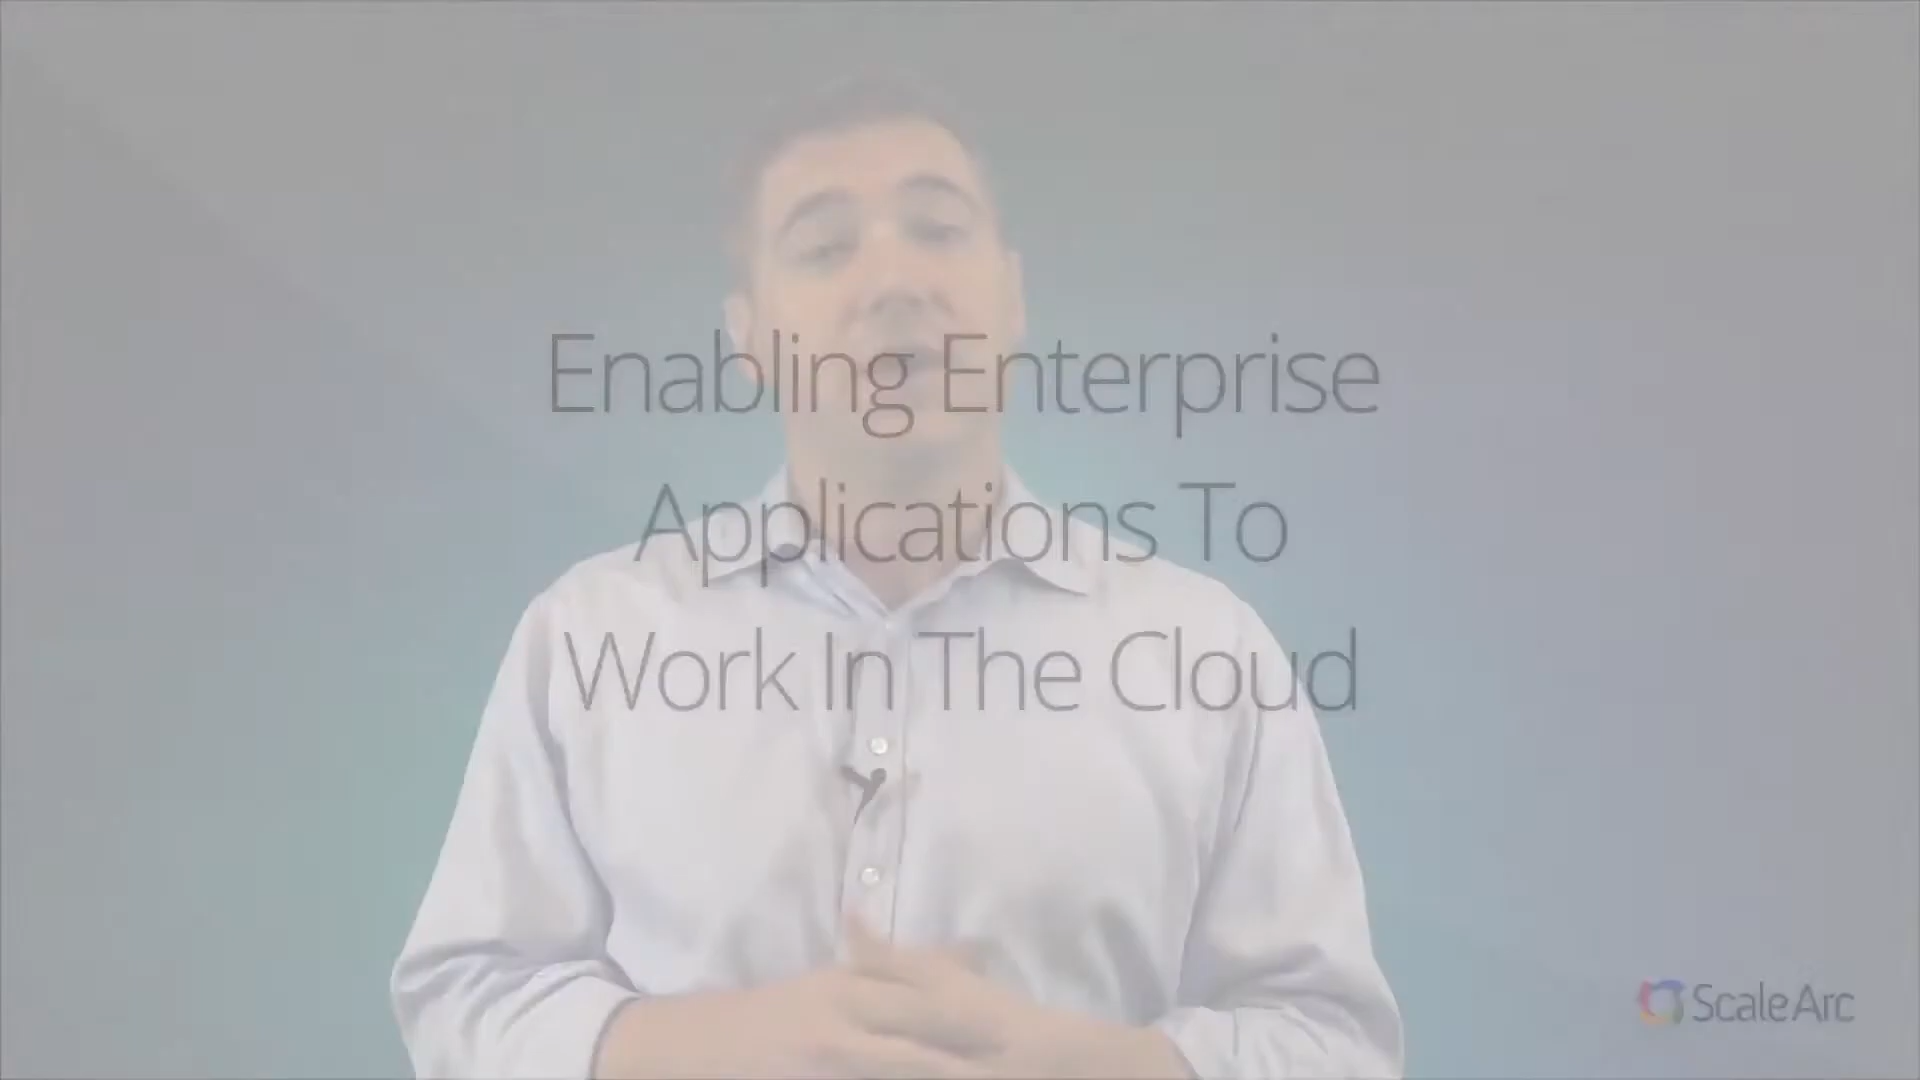 Enabling Enterprise
Applications To
Work In The Cloud
ScaleArc